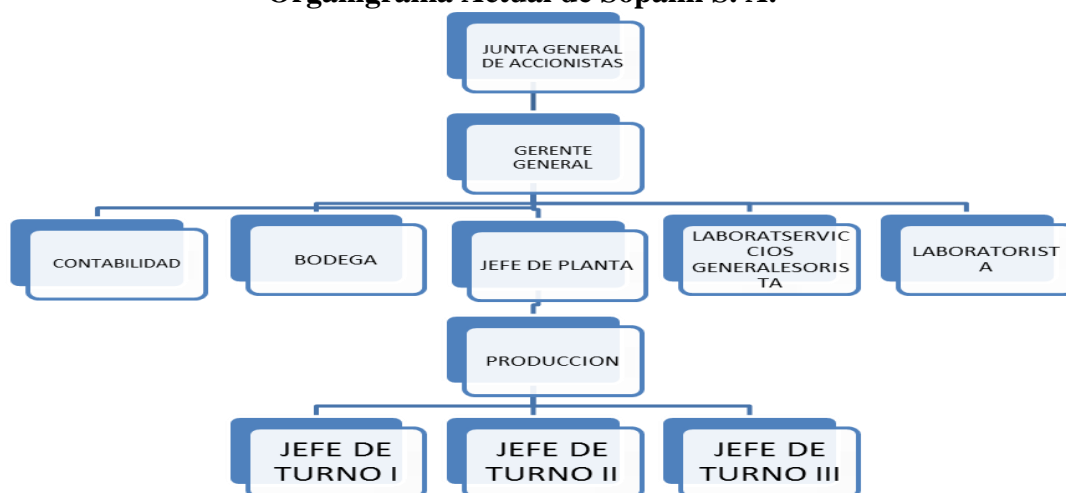 Organigrama Actual de Sopalin S. A.
JUNTA GENERAL
DE ACCIONISTAS
GERENTE
GENERAL
CONTABILIDAD
BODEGA
JEFE DE PLANTA
LABORATSERVIC
CIOS
GENERALESORIS
TA
LABORATORIST
A
PRODUCCION
JEFE DE
TURNO I
JEFE DE
TURNO II
JEFE DE
TURNO III